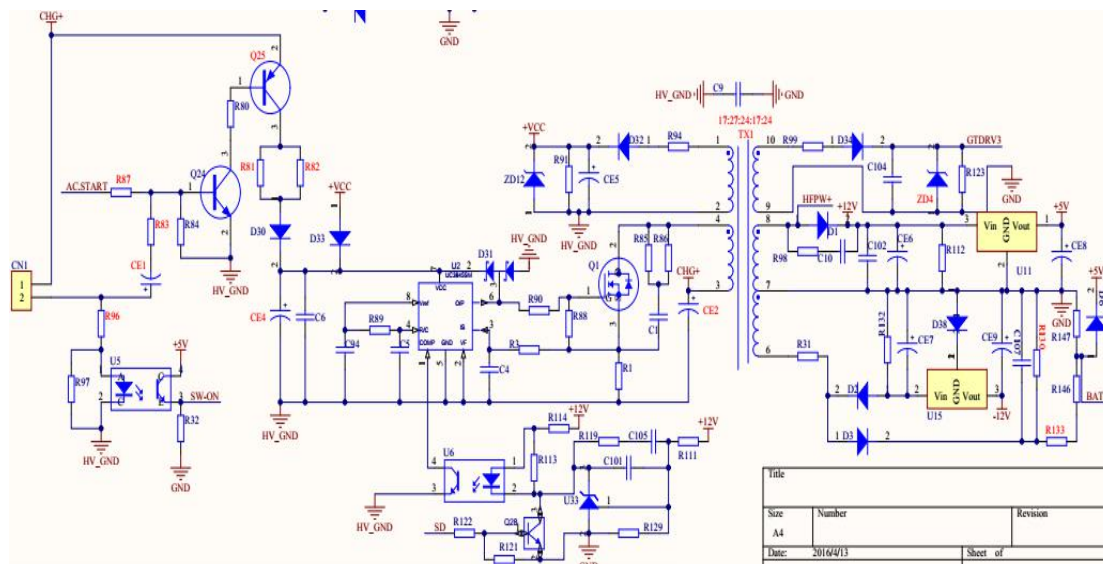 CHG+
GND
Q25
R80
HV_GND
C9
GND
17:27:24:17:24
TX1
+VCC
D32
R94
R99
D34
GTDRV3
R91
ZD12
CE5
C104
R123
ZD4
GND
R81
R82
AC.START
R87
Q24
+VCC
R83
R84
D30
D33
HV_GND
D31
HV_GND
HFPW+
+12V
D1
R98
C10
C102
CE6
R112
Vin
GND
Vout
U11
+5V
CE8
CN1
1
2
CE1
HV_GND
U2
VCC
R85
R86
Q1
CHG+
CE2
R96
CE4
C6
R89
COMP
GND
VF
R90
R88
C94
C5
C4
R3
C1
R1
GND
R147
R132
CE7
D38
CE9
C107
R146
R31
Vin
GND
Vout
U15
-12V
BAT
D3
R133
U5
+5V
R97
SW-ON
R32
HV_GND
GND
HV_GND
+12V
R114
+12V
R119
C105
R111
U6
R113
C101
U33
HV_GND
SD
R122
R121
R129
GND
Title
Size
Number
Revision
A4
Date:
2016/4/13
Sheet of